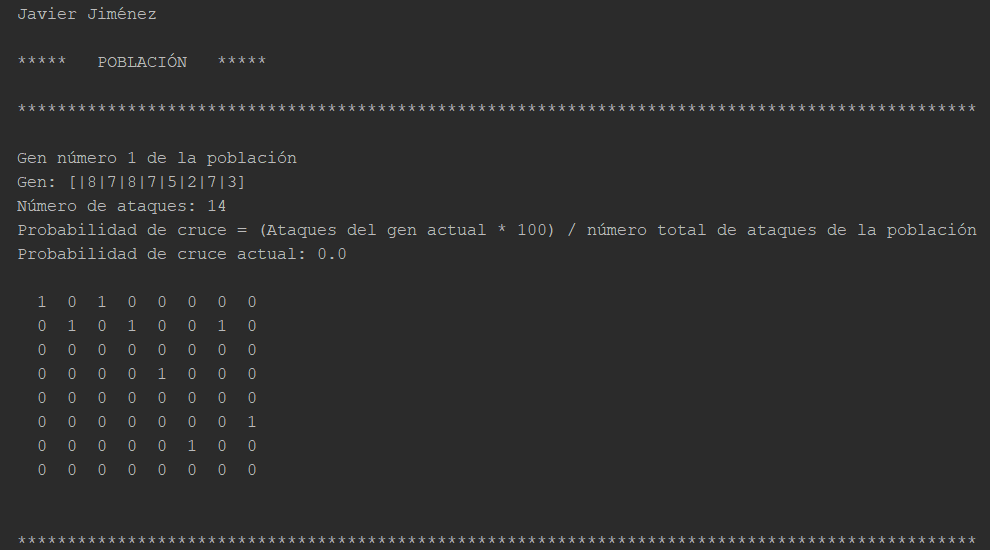 Javier Jiménez
***** POBLACIÓN *****
************************************************************************************************
Gen número 1 de la población
Gen: [|8|7|8|7|5|2|7|3]
Número de ataques: 14
Probabilidad de cruce = (Ataques del gen actual * 100) / número total de ataques de la población
Probabilidad de cruce actual: 0.0
1 0 1 0 0 0 0 0
0 1 0 1 0 0 1 0
0 0 0 0 0 0 0 0
0 0 0 0 1 0 0 0
0 0 0 0 0 0 0 0
0 0 0 0 0 0 0 1
0 0 0 0 0 1 0 0
0 0 0 0 0 0 0 0
************************************************************************************************